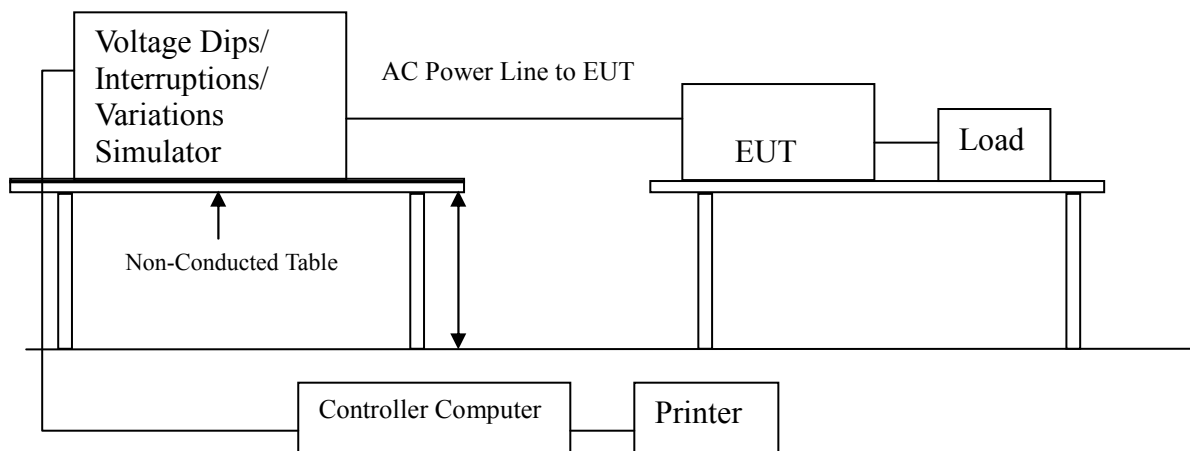 Voltage Dips/
Interruptions/
Variations
Simulator
AC Power Line to EUT
EUT
Load
Non-Conducted Table
Controller Computer
Printer